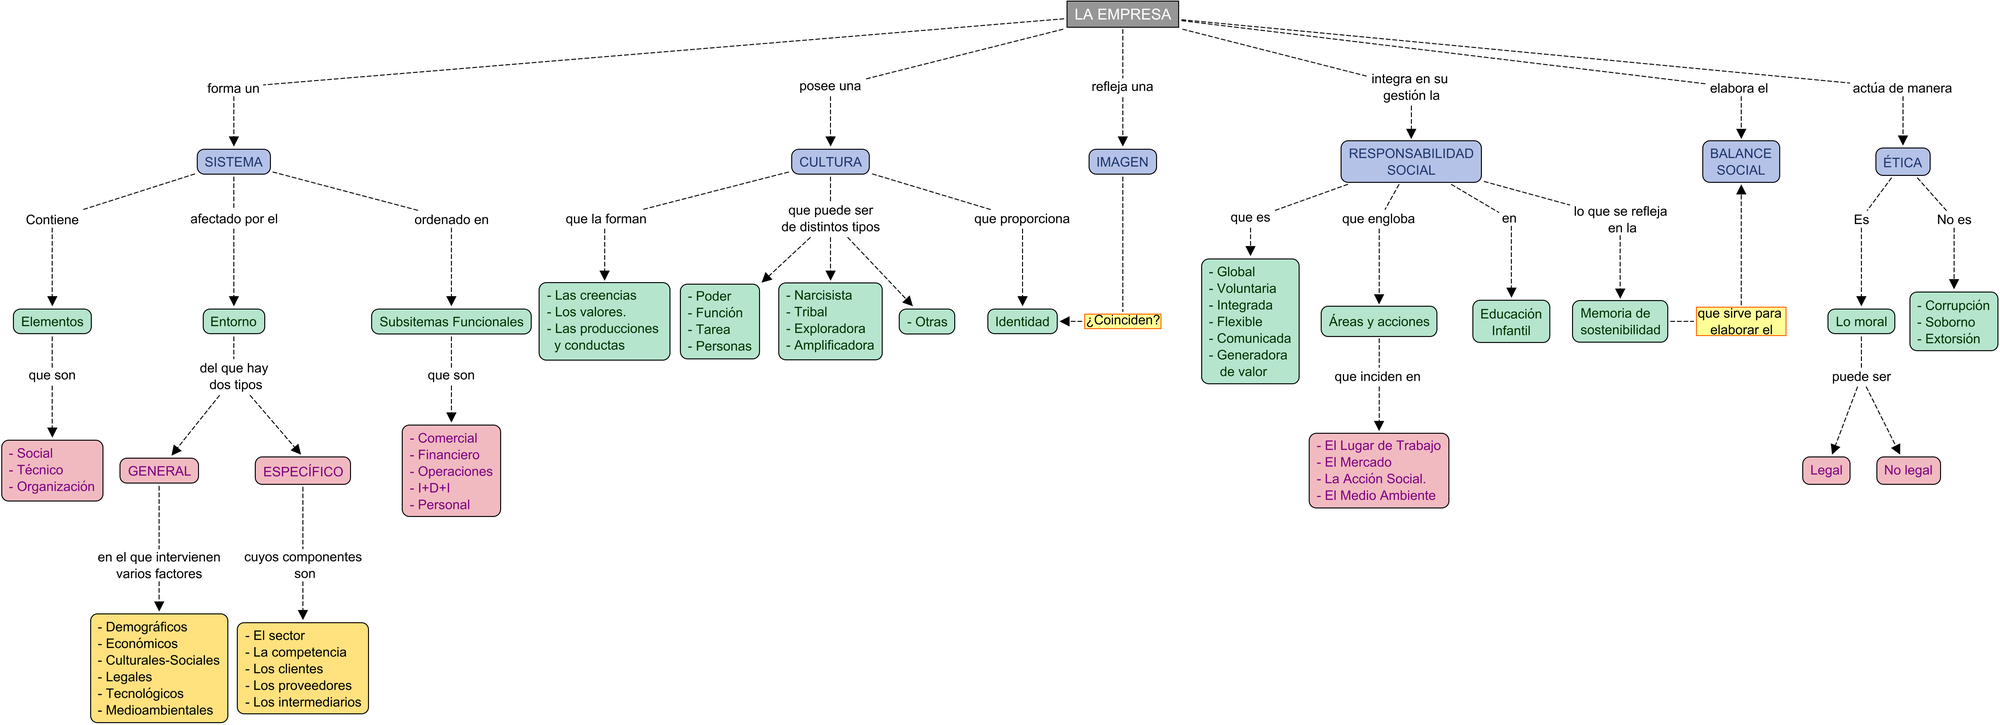 LA EMPRESA
forma un
posee una
refleja una
integra en su
gestión la
elabora el
actúa de manera
SISTEMA
CULTURA
IMAGEN
RESPONSABILIDAD
SOCIAL
BALANCE
SOCIAL
ÉTICA
Contiene
afectado por el
ordenado en
que la forman
que puede ser
de distintos tipos
que proporciona
que es
que engloba
en
lo que se refleja
en la
Es
No es
Elementos
Entorno
Subsitemas Funcionales
- Las creencias
- Los valores.
- Las producciones
y conductas
- Poder
- Función
- Tarea
- Personas
- Narcisista
- Tribal
- Exploradora
- Amplificadora
- Otras
Identidad
¿Coinciden?
- Global
- Voluntaria
- Integrada
- Flexible
- Comunicada
- Generadora
de valor
Áreas y acciones
Educación
Infantil
Memoria de
sostenibilidad
que sirve para
elaborar el
Lo moral
- Corrupción
- Soborno
- Extorsión
que son
del que hay
dos tipos
que son
que inciden en
puede ser
- Social
- Técnico
- Organización
GENERAL
ESPECÍFICO
- Comercial
- Financiero
- Operaciones
- I+D+I
- Personal
- El Lugar de Trabajo
- El Mercado
- La Acción Social.
- El Medio Ambiente
Legal
No legal
en el que intervienen
varios factores
cuyos componentes
son
- Demográficos
- Económicos
- Culturales-Sociales
- Legales
- Tecnológicos
- Medioambientales
- El sector
- La competencia
- Los clientes
- Los proveedores
- Los intermediarios